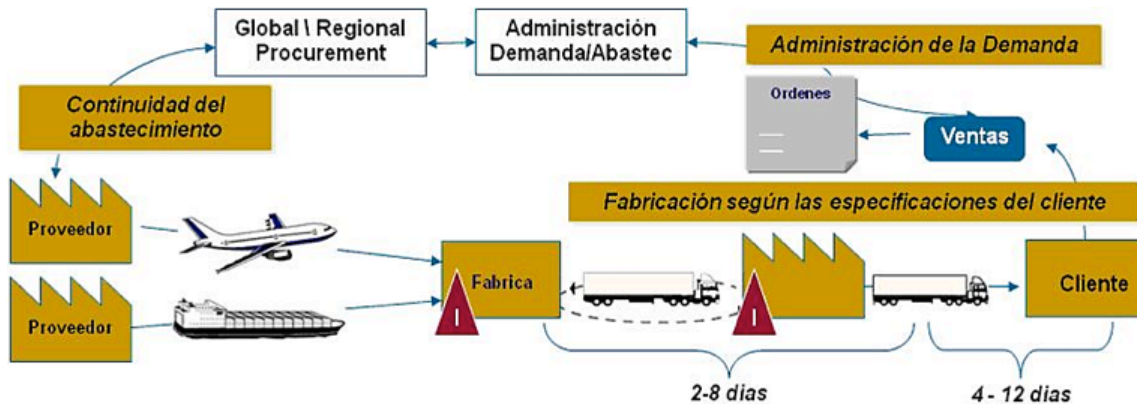 Global \ Regional
Procurement
Administración
Demanda/Abastec
Administración de la Demanda
Continuidad del
abastecimiento
Ordenes
Ventas
Fabricación según las especificaciones del cliente
Proveedor
Proveedor
Fabrica
I
I
Cliente
2-8 dias
4 - 12 dias